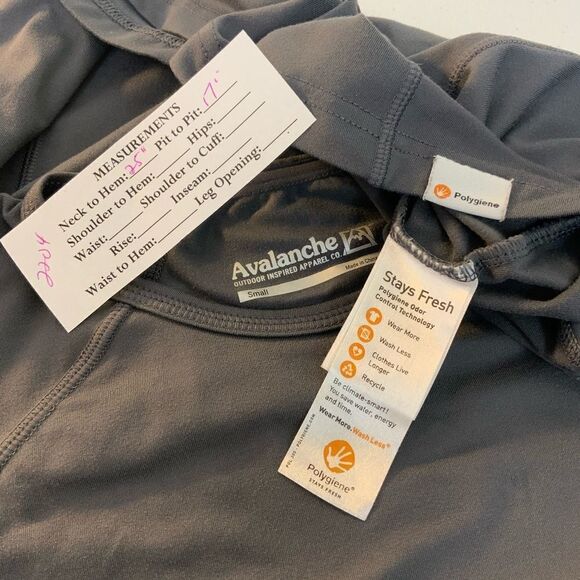 MEASUREMENTS
Neck to Hem: 25" Pit to Pit: 17"
Shoulder to Hem: Hips:
Waist: Shoulder to Cuff:
Rise: Inseam:
Waist to Hem: Leg Opening:
Avalanche
OUTDOOR INSPIRED APPAREL CO.
Small
Made in China
Polygiene
Stays Fresh
Polygiene Odor
Control Technology
Wear More
Wash Less
Clothes Live
Longer
Recycle
Be climate-smart!
You save water, energy
and time.
Wear More. Wash Less®
POLYGIENE.COM
Polygiene®
STAYS FRESH